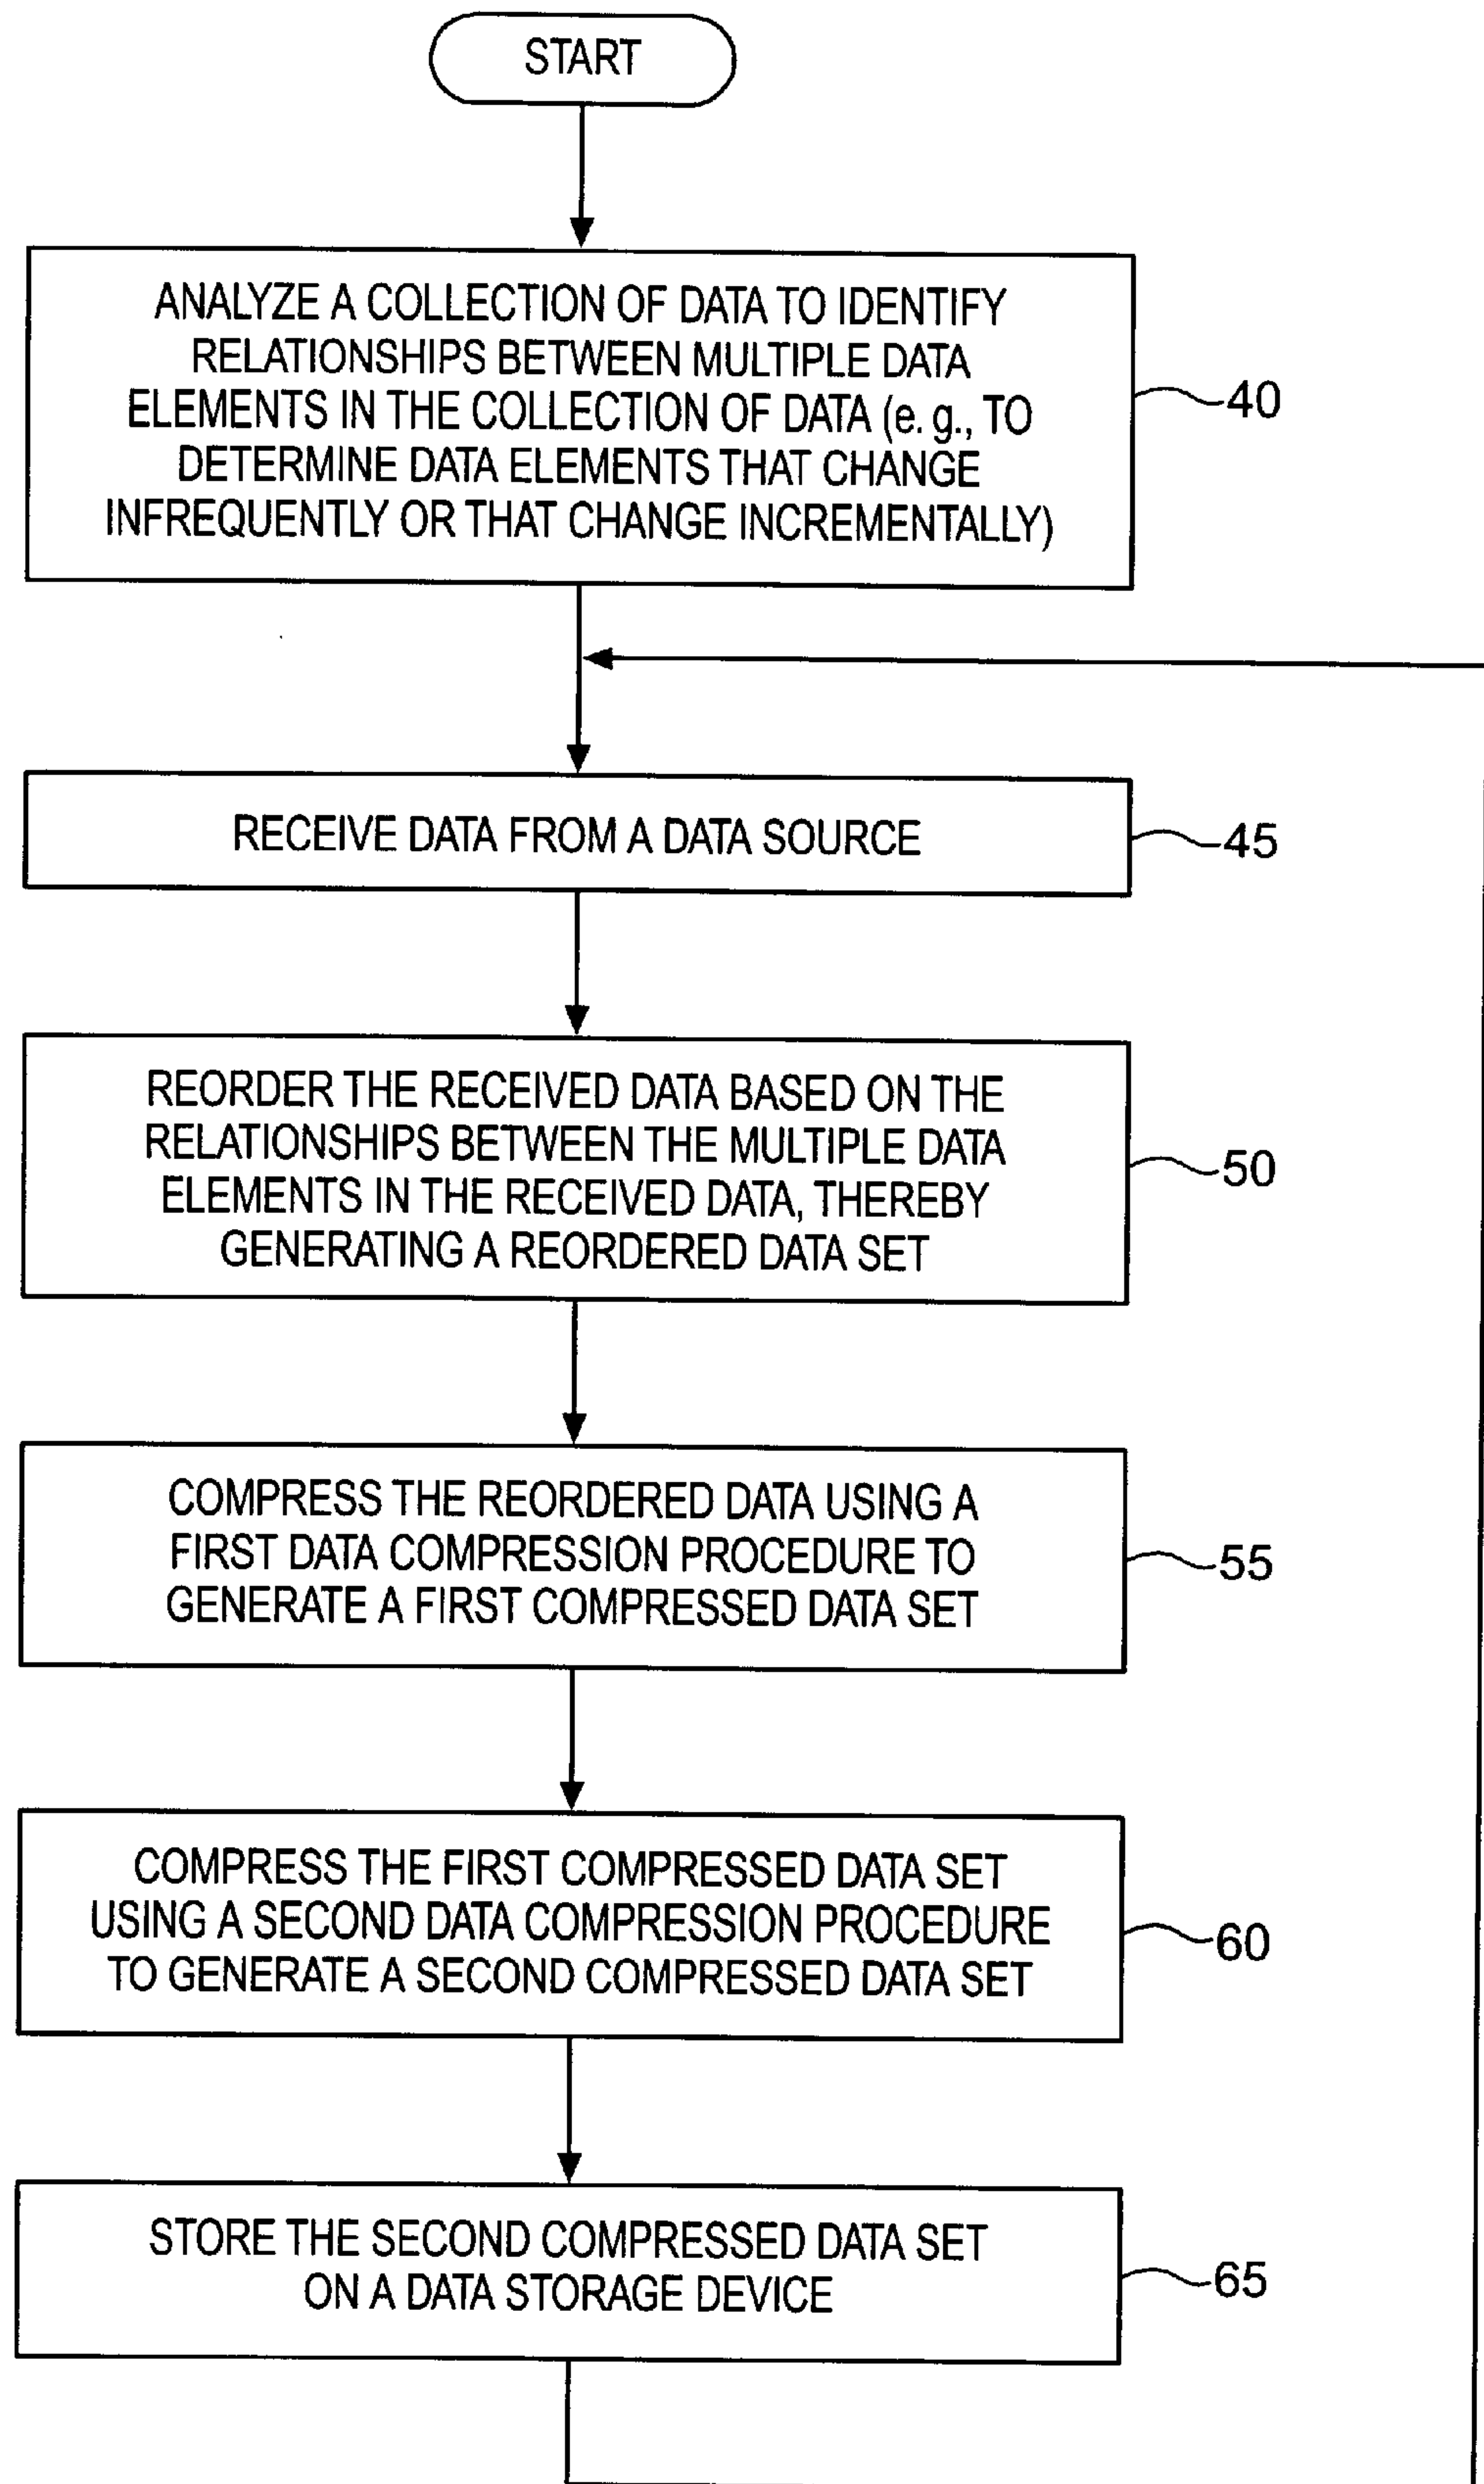 START
ANALYZE A COLLECTION OF DATA TO IDENTIFY
RELATIONSHIPS BETWEEN MULTIPLE DATA
ELEMENTS IN THE COLLECTION OF DATA (e. g., TO
DETERMINE DATA ELEMENTS THAT CHANGE
INFREQUENTLY OR THAT CHANGE INCREMENTALLY)
40
RECEIVE DATA FROM A DATA SOURCE
45
REORDER THE RECEIVED DATA BASED ON THE
RELATIONSHIPS BETWEEN THE MULTIPLE DATA
ELEMENTS IN THE RECEIVED DATA, THEREBY
GENERATING A REORDERED DATA SET
50
COMPRESS THE REORDERED DATA USING A
FIRST DATA COMPRESSION PROCEDURE TO
GENERATE A FIRST COMPRESSED DATA SET
55
COMPRESS THE FIRST COMPRESSED DATA SET
USING A SECOND DATA COMPRESSION PROCEDURE
TO GENERATE A SECOND COMPRESSED DATA SET
60
STORE THE SECOND COMPRESSED DATA SET
ON A DATA STORAGE DEVICE
65